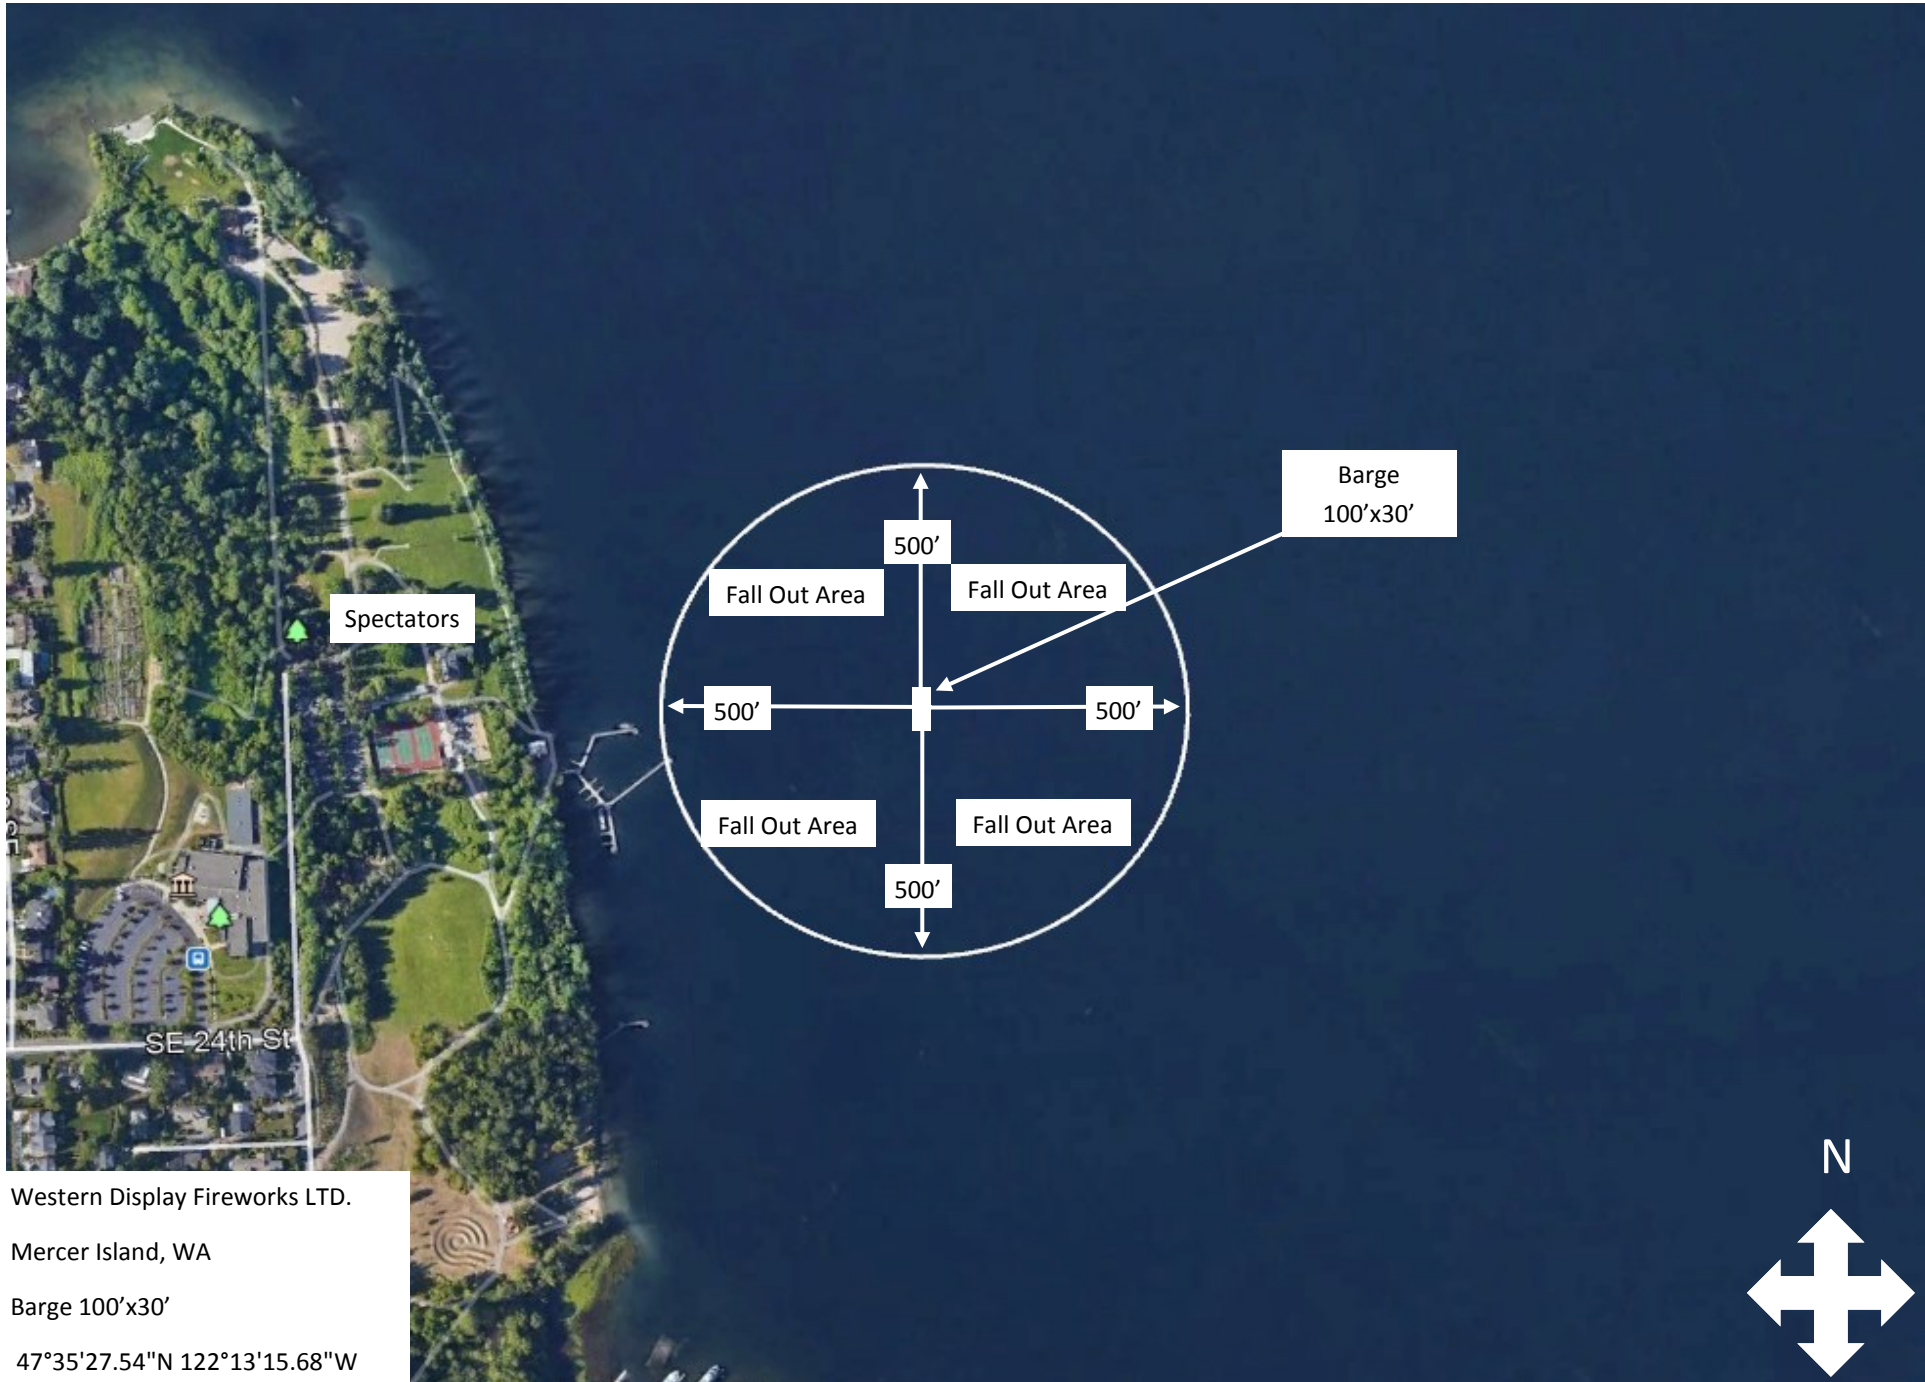 Barge
100’x30’
500’
Fall Out Area
Fall Out Area
Spectators
500’
500’
Fall Out Area
Fall Out Area
500’
SE 24th St
N
Western Display Fireworks LTD.
Mercer Island, WA
Barge 100’x30’
47°35'27.54"N 122°13'15.68"W